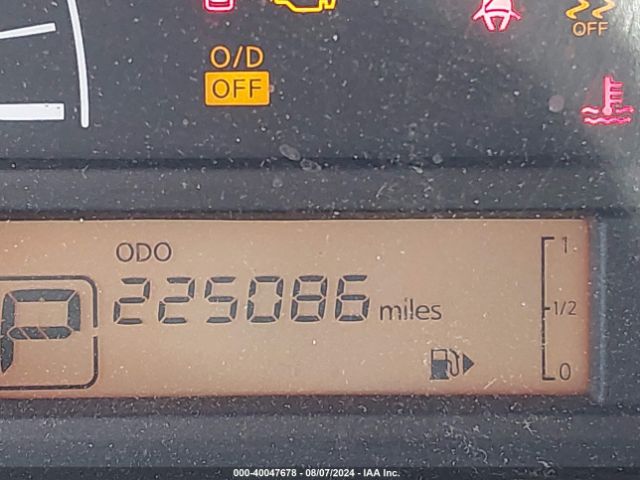 OFF
O/D
OFF
ODO
225086 miles
P
1
1/2
0
000-40047678 - 08/07/2024 - IAA Inc.